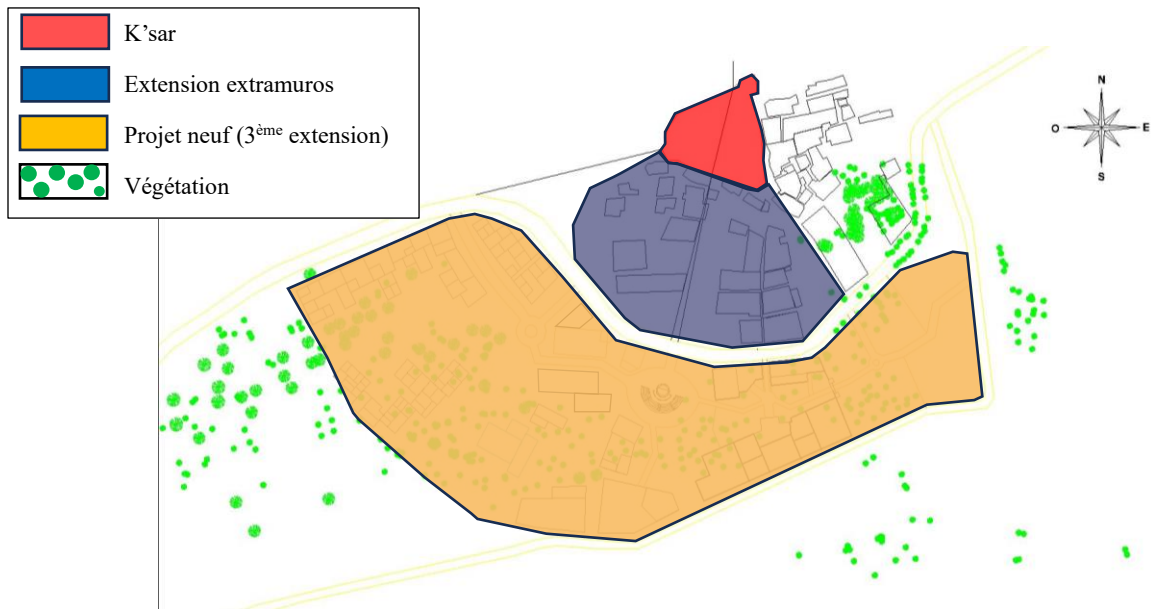 K’sar
Extension extramuros
Projet neuf (3ème extension)
Végétation
N
O
E
S